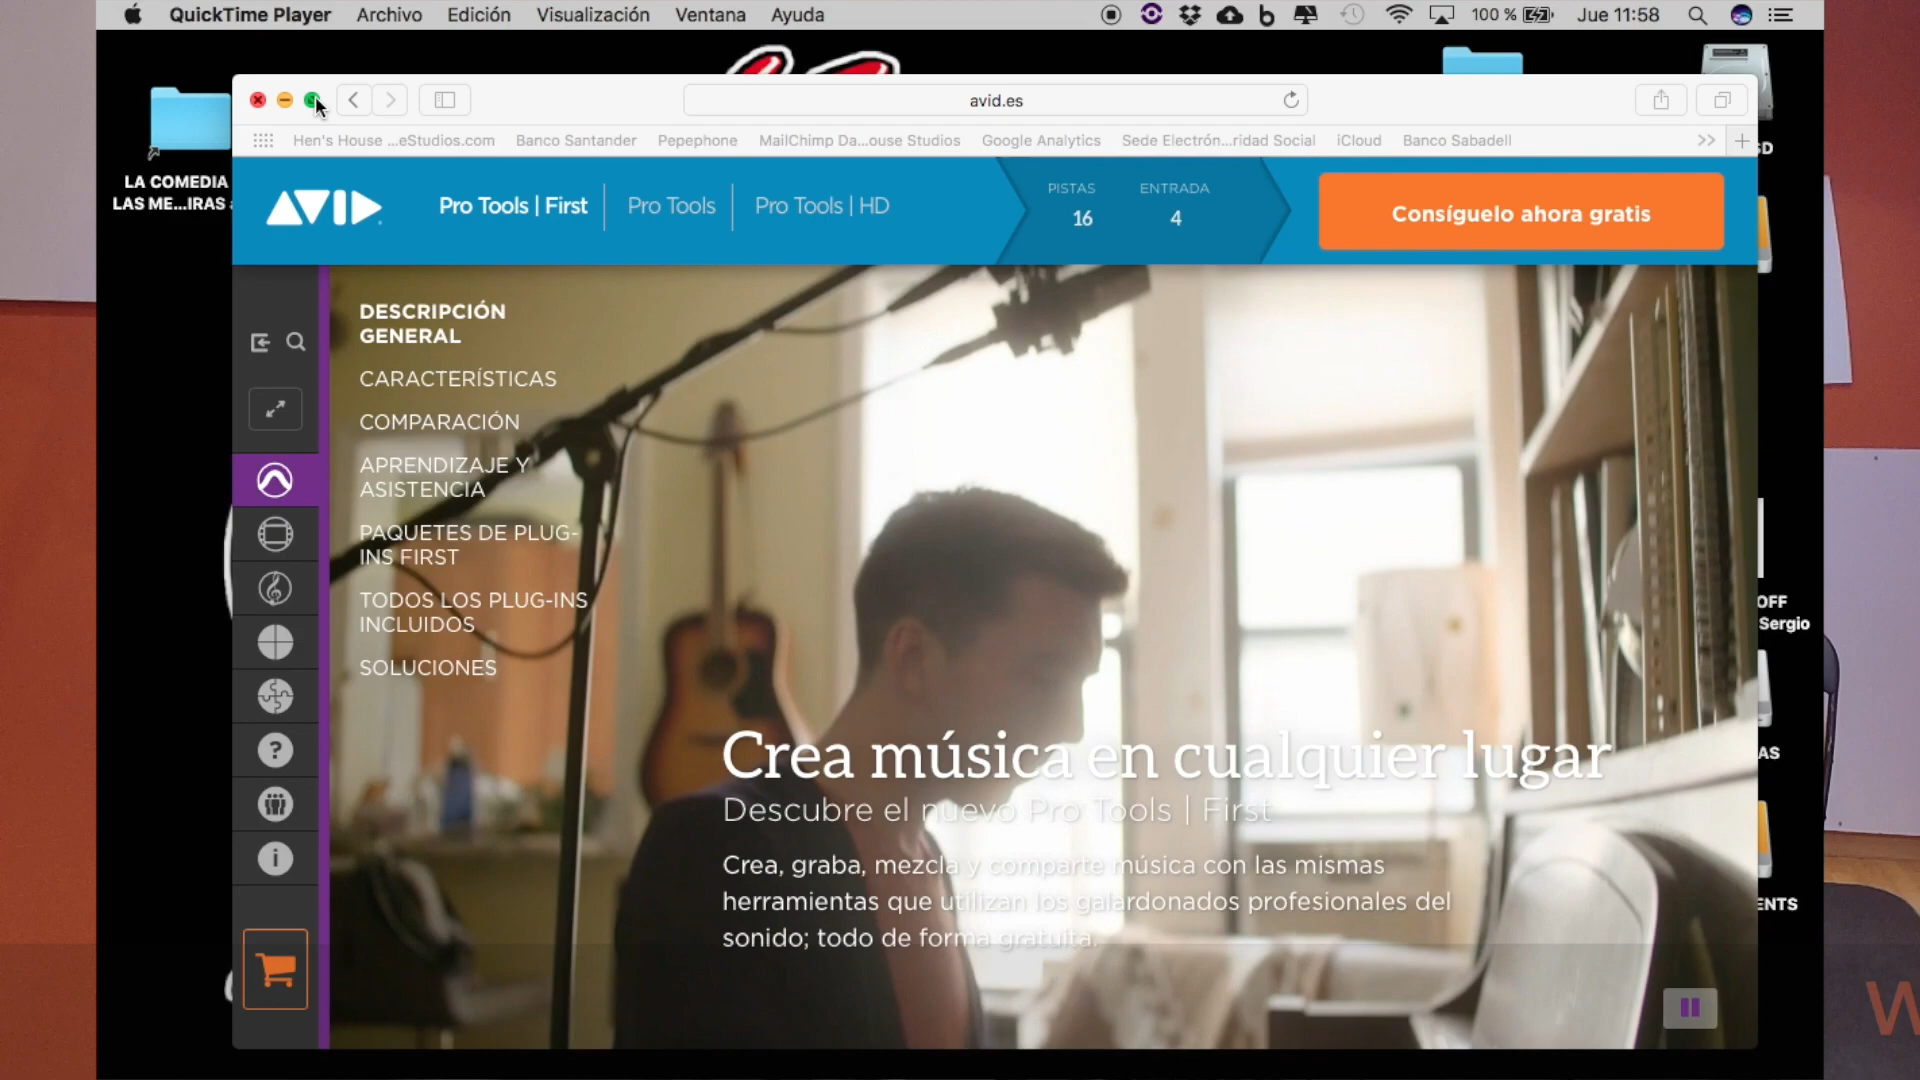 QuickTime Player Archivo Edición Visualización Ventana Ayuda 100 % Jue 11:58
avid.es
Hen's House ...eStudios.com Banco Santander Pepephone MailChimp Da...ouse Studios Google Analytics Sede Electrón...ridad Social iCloud Banco Sabadell
LA COMEDIA
LAS ME...IRAS
AVID
Pro Tools | First Pro Tools Pro Tools | HD
PISTAS
16
ENTRADA
4
Consíguelo ahora gratis
DESCRIPCIÓN
GENERAL
CARACTERÍSTICAS
COMPARACIÓN
APRENDIZAJE Y
ASISTENCIA
PAQUETES DE PLUG-
INS FIRST
TODOS LOS PLUG-INS
INCLUIDOS
SOLUCIONES
Crea música en cualquier lugar
Descubre el nuevo Pro Tools | First
Crea, graba, mezcla y comparte música con las mismas
herramientas que utilizan los galardonados profesionales del
sonido; todo de forma gratuita.
OFF
Sergio
AS
ENTS
W